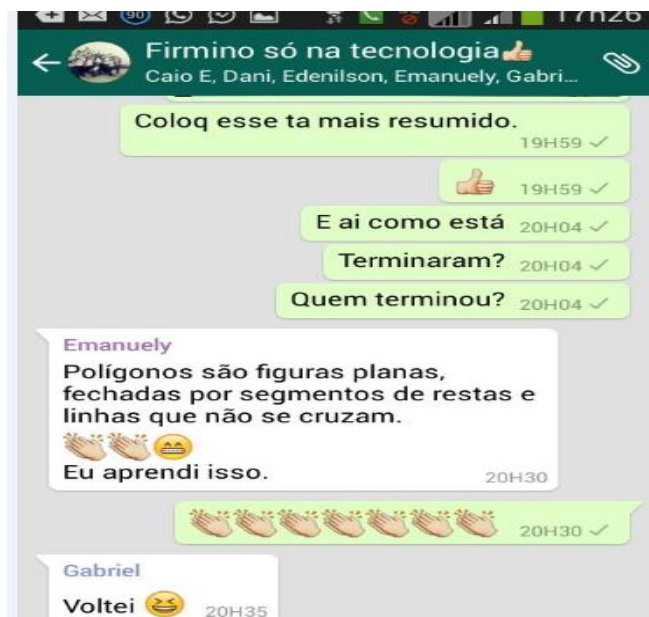 90 17h26
Firmino só na tecnologia👍
Caio E, Dani, Edenilson, Emanuely, Gabri...
Coloq esse ta mais resumido.
19H59
👍 19H59
E ai como está 20H04
Terminaram? 20H04
Quem terminou? 20H04
Emanuely
Polígonos são figuras planas,
fechadas por segmentos de restas e
linhas que não se cruzam.
👏👏😁
Eu aprendi isso. 20H30
👏👏👏👏👏👏👏 20H30
Gabriel
Voltei 😆 20H35